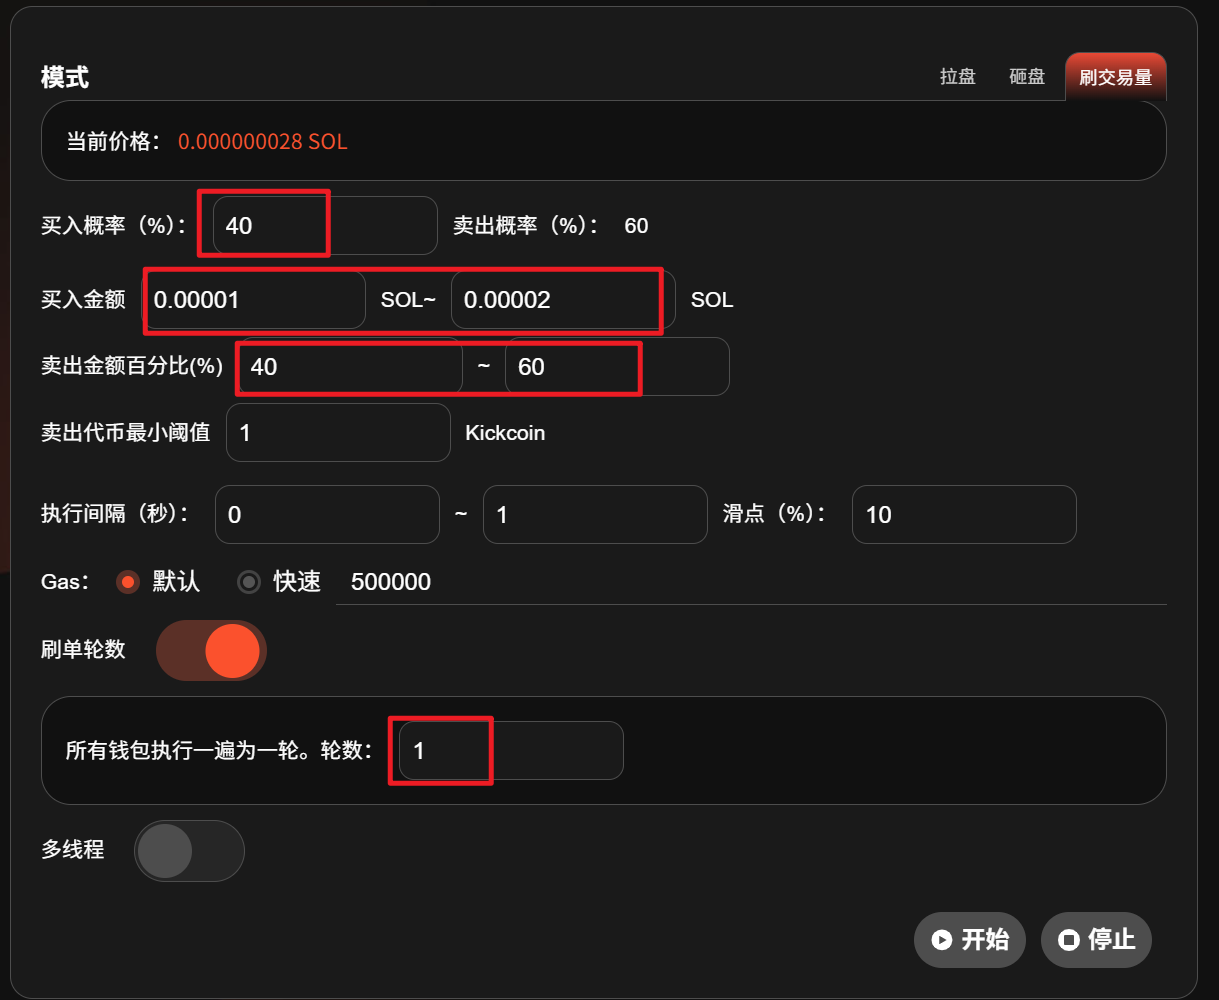 模式 拉盘 砸盘 刷交易量
当前价格： 0.000000028 SOL
买入概率（%）： 40 卖出概率（%）： 60
买入金额 0.00001 SOL~ 0.00002 SOL
卖出金额百分比(%) 40 ~ 60
卖出代币最小阈值 1 Kickcoin
执行间隔（秒）： 0 ~ 1 滑点（%）： 10
Gas： 默认 快速 500000
刷单轮数
所有钱包执行一遍为一轮。轮数： 1
多线程
开始 停止